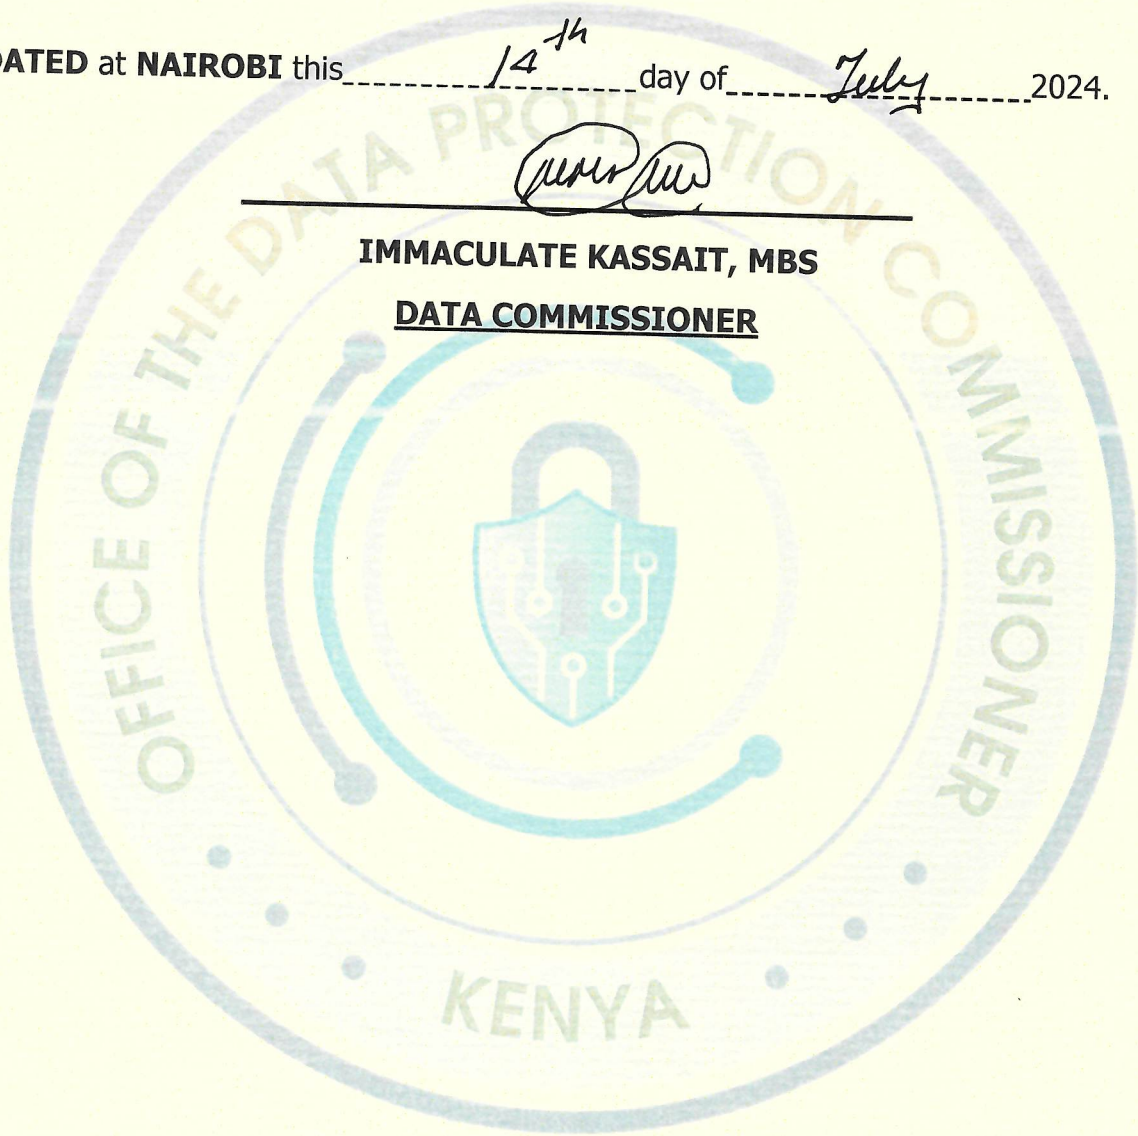 DATED at NAIROBI this 14th day of July 2024.
IMMACULATE KASSAIT, MBS
DATA COMMISSIONER
OFFICE OF THE DATA PROTECTION COMMISSIONER
KENYA